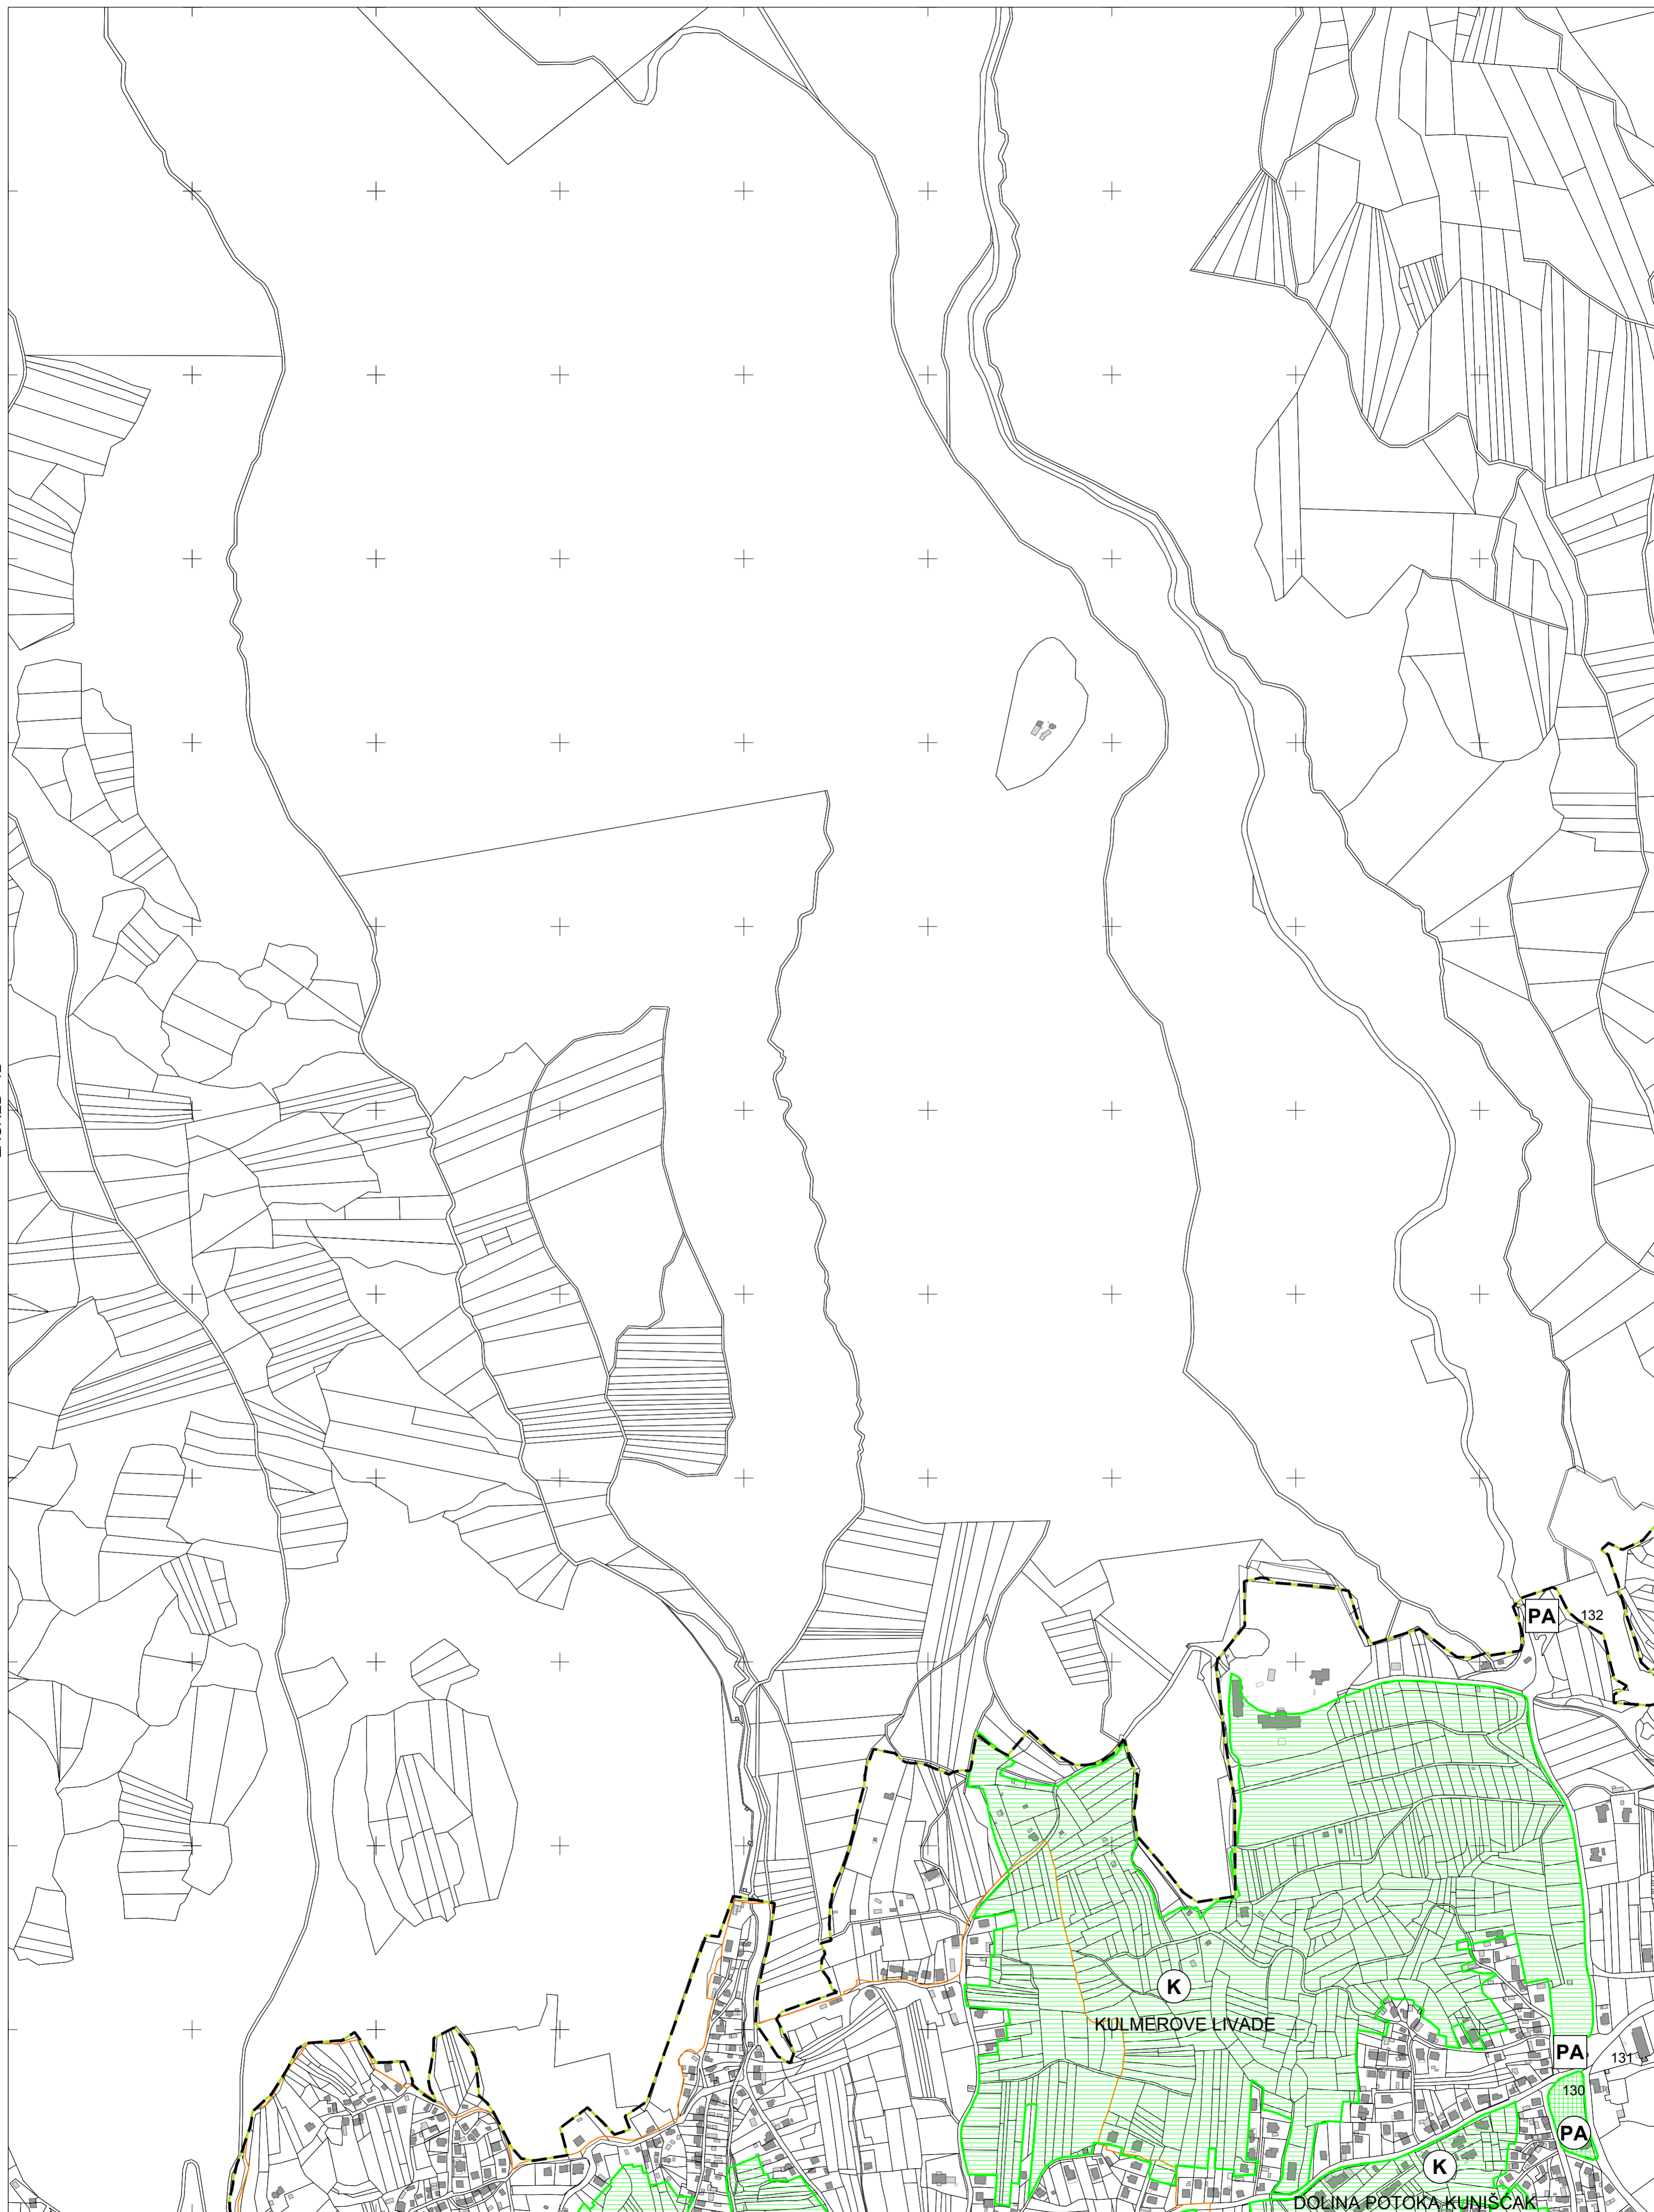 PA 132
K
KULMEROVE LIVADE
PA 131
130
PA
K
DOLINA POTOKA KUNIŠČAK